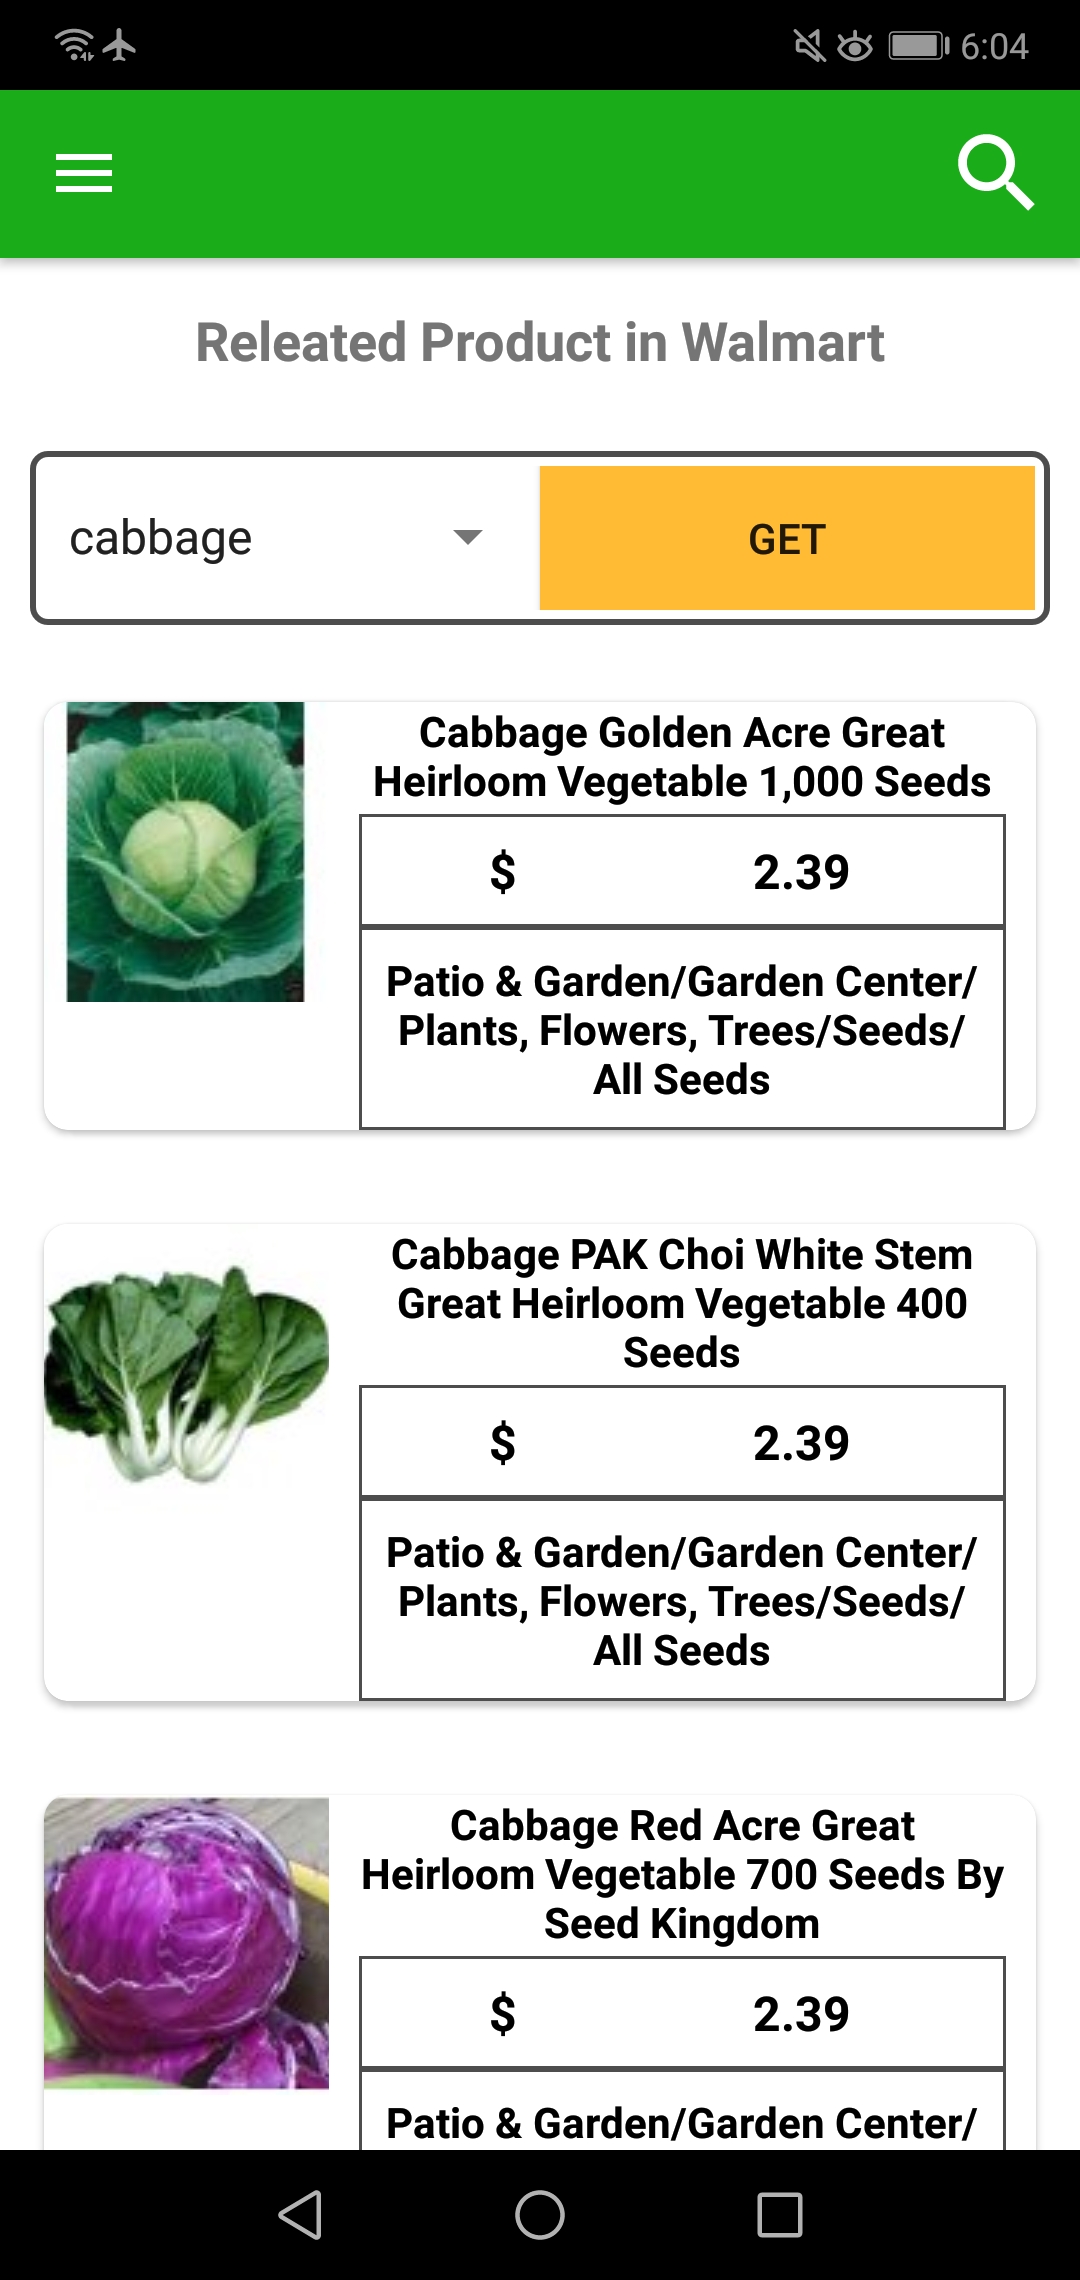 6:04
Releated Product in Walmart
cabbage
GET
Cabbage Golden Acre Great
Heirloom Vegetable 1,000 Seeds
$ 2.39
Patio & Garden/Garden Center/
Plants, Flowers, Trees/Seeds/
All Seeds
Cabbage PAK Choi White Stem
Great Heirloom Vegetable 400
Seeds
$ 2.39
Patio & Garden/Garden Center/
Plants, Flowers, Trees/Seeds/
All Seeds
Cabbage Red Acre Great
Heirloom Vegetable 700 Seeds By
Seed Kingdom
$ 2.39
Patio & Garden/Garden Center/